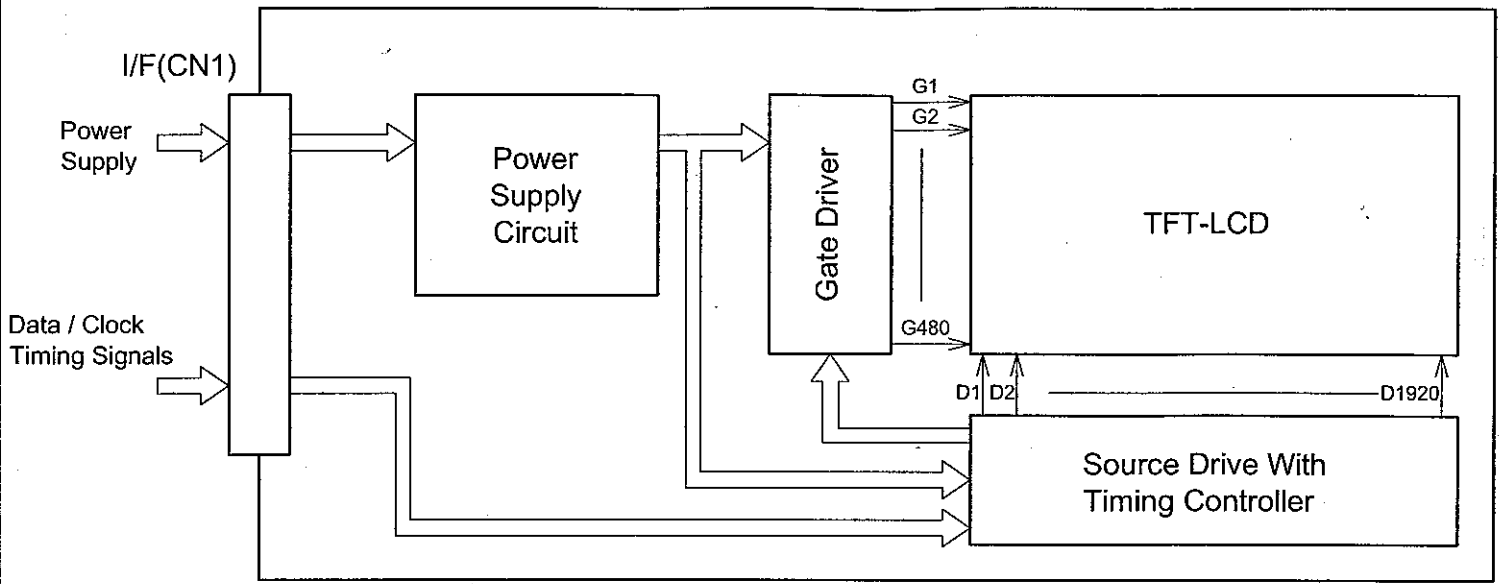 I/F(CN1)
Power
Supply
Data / Clock
Timing Signals
Power
Supply
Circuit
Gate Driver
G1
G2
G480
TFT-LCD
D1
D2
D1920
Source Drive With
Timing Controller